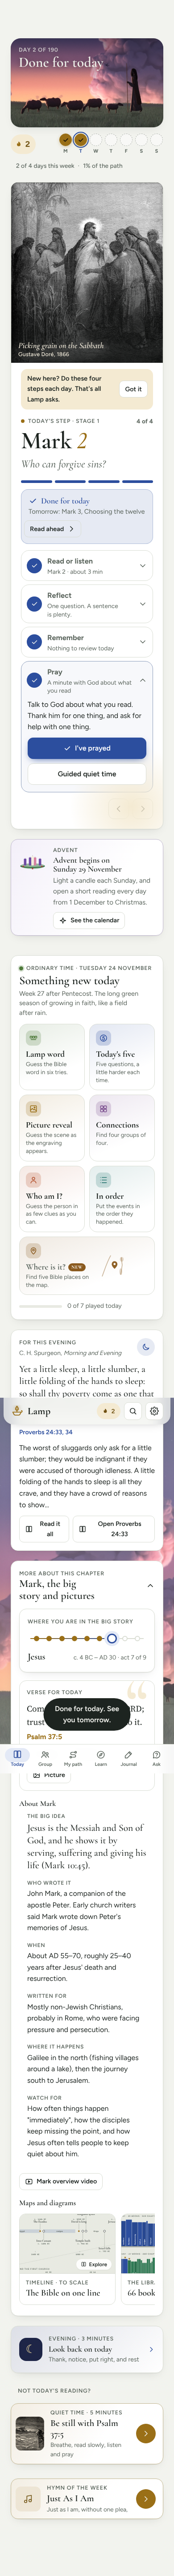 DAY 2 OF 190
Done for today
2
M T W T F S S
2 of 4 days this week · 1% of the path
Picking grain on the Sabbath
Gustave Doré, 1866
New here? Do these four
steps each day. That's all
Lamp asks.
Got it
TODAY'S STEP · STAGE 1
4 of 4
Mark 2
Who can forgive sins?
Done for today
Tomorrow: Mark 3, Choosing the twelve
Read ahead
Read or listen
Mark 2 · about 3 min
Reflect
One question. A sentence
is plenty.
Remember
Nothing to review today
Pray
A minute with God about what
you read
Talk to God about what you read.
Thank him for one thing, and ask for
help with one thing.
I've prayed
Guided quiet time
ADVENT
Advent begins on
Sunday 29 November
Light a candle each Sunday, and
open a short reading every day
from 1 December to Christmas.
See the calendar
ORDINARY TIME · TUESDAY 24 NOVEMBER
Something new today
Week 27 after Pentecost. The long green
season of growing in faith, like a field
after rain.
Lamp word
Guess the Bible
word in six tries.
Today's five
Five questions, a
little harder each
time.
Picture reveal
Guess the scene as
the engraving
appears.
Connections
Find four groups of
four.
Who am I?
Guess the person in
as few clues as you
can.
In order
Put the events in
the order they
happened.
Where is it? NEW
Find five Bible places on
the map.
0 of 7 played today
FOR THIS EVENING
C. H. Spurgeon, Morning and Evening
Yet a little sleep, a little slumber, a
little folding of the hands to sleep:
so shall thy poverty come as one that
Lamp
2
Proverbs 24:33, 34
The worst of sluggards only ask for a little
slumber; they would be indignant if they
were accused of thorough idleness. A little
folding of the hands to sleep is all they
crave, and they have a crowd of reasons
to show...
Read it
all
Open Proverbs
24:33
MORE ABOUT THIS CHAPTER
Mark, the big
story and pictures
WHERE YOU ARE IN THE BIG STORY
Jesus
c. 4 BC – AD 30 · act 7 of 9
VERSE FOR TODAY
Done for today. See
you tomorrow.
Psalm 37:5
Today
Group
My path
Learn
Journal
Ask
Picture
About Mark
THE BIG IDEA
Jesus is the Messiah and Son of
God, and he shows it by
serving, suffering and giving his
life (Mark 10:45).
WHO WROTE IT
John Mark, a companion of the
apostle Peter. Early church writers
said Mark wrote down Peter's
memories of Jesus.
WHEN
About AD 55–70, roughly 25–40
years after Jesus' death and
resurrection.
WRITTEN FOR
Mostly non-Jewish Christians,
probably in Rome, who were facing
pressure and persecution.
WHERE IT HAPPENS
Galilee in the north (fishing villages
around a lake), then the journey
south to Jerusalem.
WATCH FOR
How often things happen
"immediately", how the disciples
keep missing the point, and how
Jesus often tells people to keep
quiet about him.
Mark overview video
Maps and diagrams
Explore
TIMELINE · TO SCALE
The Bible on one line
THE LIBR
66 book
EVENING · 3 MINUTES
Look back on today
Thank, notice, put right, and rest
NOT TODAY'S READING?
QUIET TIME · 5 MINUTES
Be still with Psalm
37:5
Breathe, read slowly, listen
and pray
HYMN OF THE WEEK
Just As I Am
Just as I am, without one plea,